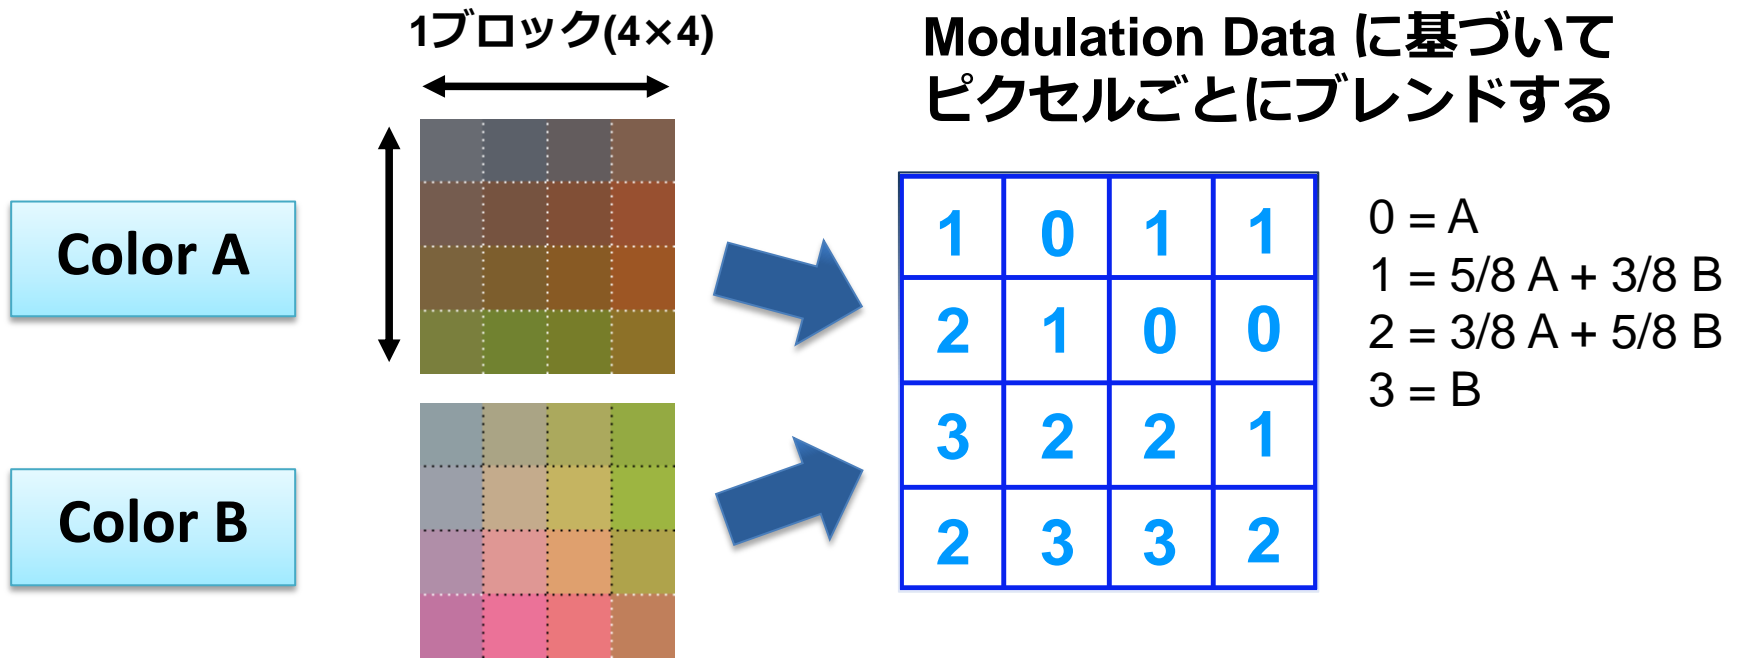 1ブロック(4×4)
Modulation Data に基づいて
ピクセルごとにブレンドする
Color A
Color B
1 0 1 1
2 1 0 0
3 2 2 1
2 3 3 2
0 = A
1 = 5/8 A + 3/8 B
2 = 3/8 A + 5/8 B
3 = B